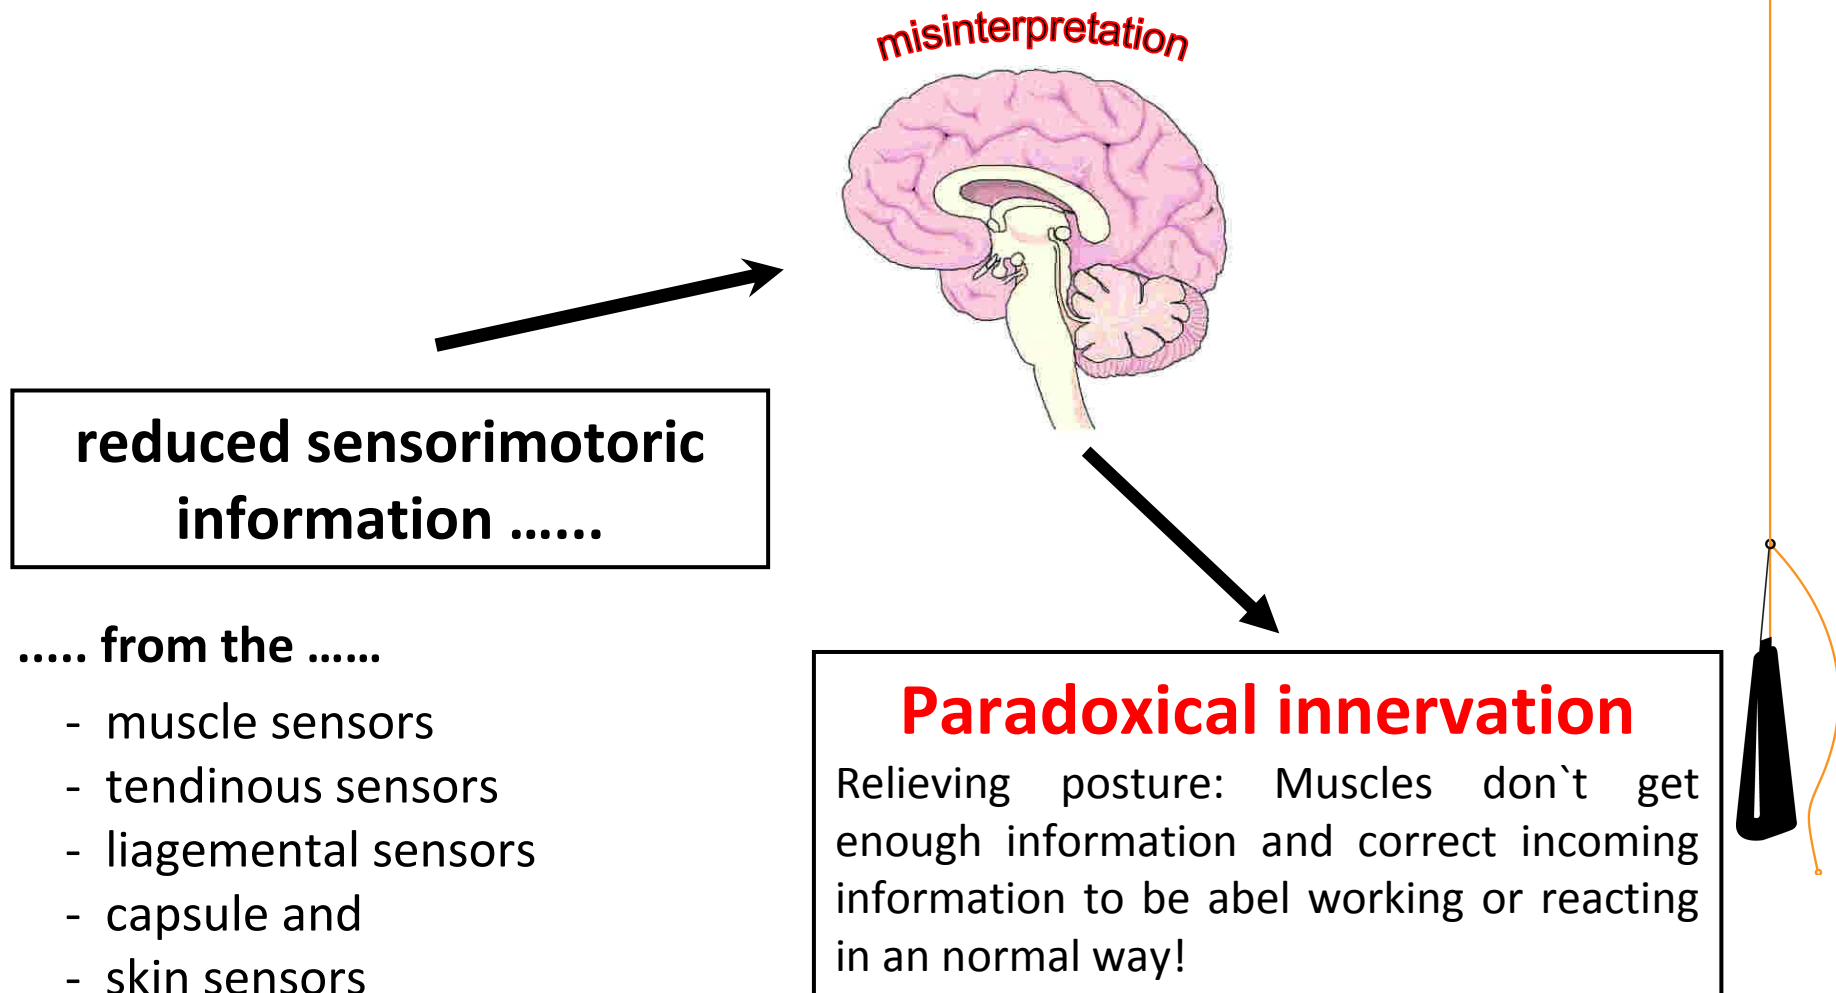 misinterpretation
reduced sensorimotoric
information ......
..... from the ......
- muscle sensors
- tendinous sensors
- liagemental sensors
- capsule and
- skin sensors
Paradoxical innervation
Relieving posture: Muscles don`t get
enough information and correct incoming
information to be abel working or reacting
in an normal way!